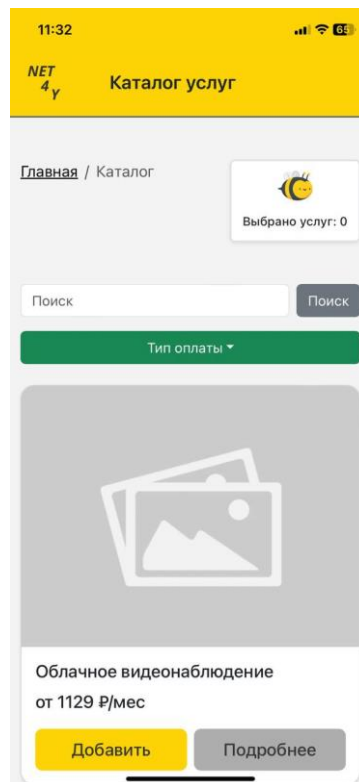 11:32
65
NET
4
Y
Каталог услуг
Главная / Каталог
Выбрано услуг: 0
Поиск
Поиск
Тип оплаты
Облачное видеонаблюдение
от 1129 ₽/мес
Добавить
Подробнее